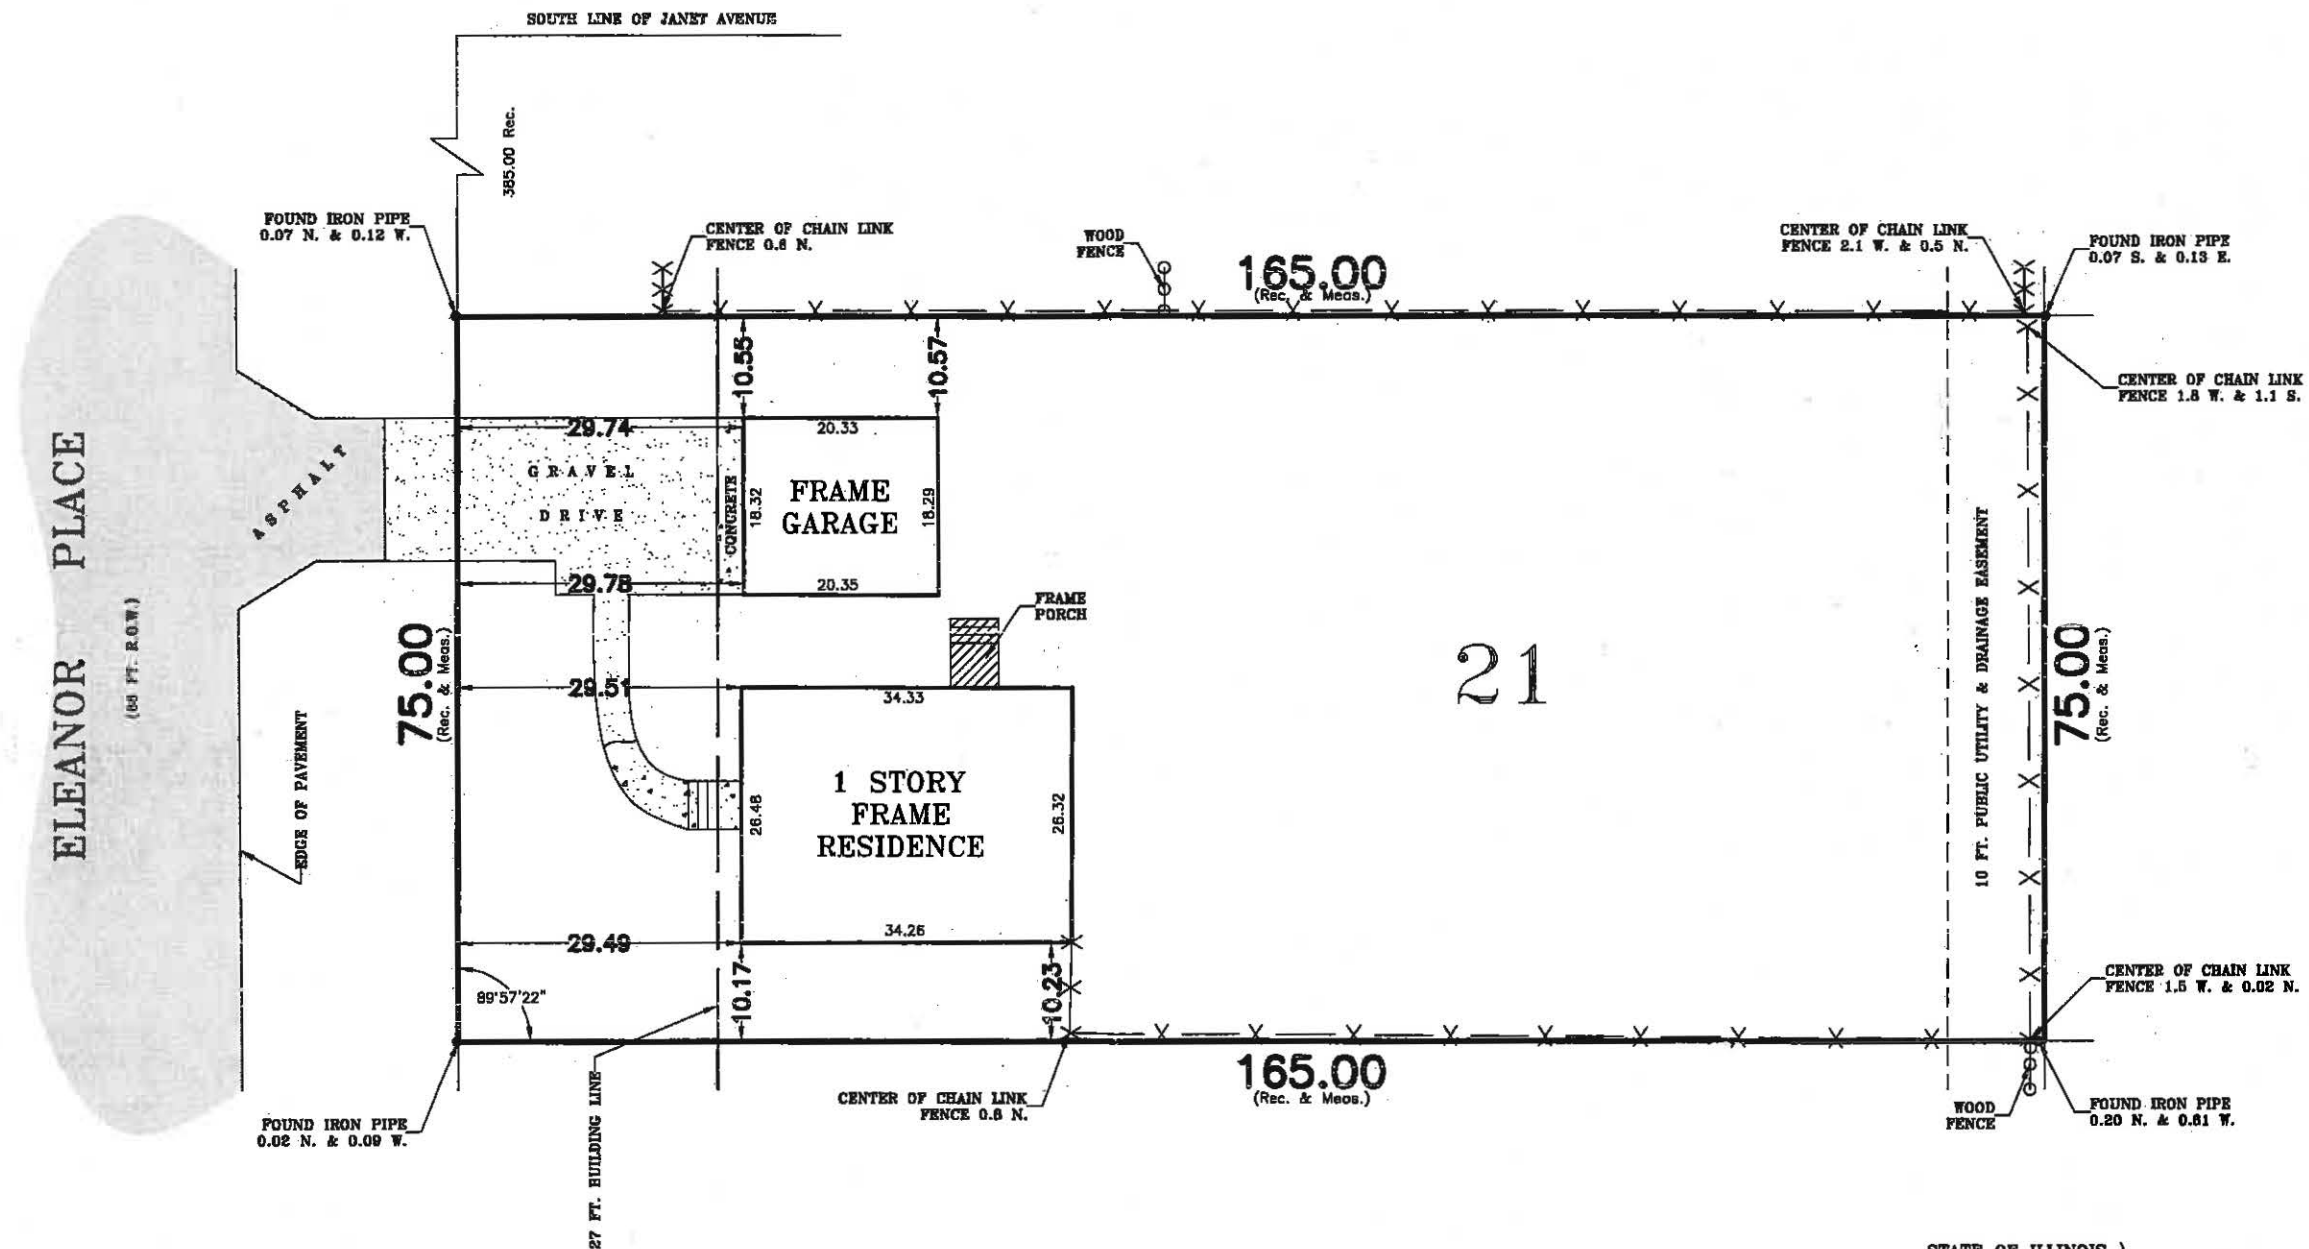 SOUTH LINE OF JANET AVENUE
385.00 Rec.
FOUND IRON PIPE
0.07 N. & 0.12 W.
CENTER OF CHAIN LINK
FENCE 0.6 N.
WOOD
FENCE
165.00
(Rec. & Meas.)
CENTER OF CHAIN LINK
FENCE 2.1 W. & 0.5 N.
FOUND IRON PIPE
0.07 S. & 0.13 E.
CENTER OF CHAIN LINK
FENCE 1.8 W. & 1.1 S.
10.55
10.57
29.74
20.33
GRAVEL
DRIVE
CONCRETE
18.32
FRAME
GARAGE
18.29
29.78
20.35
ASPHALT
ELEANOR PLACE
(66 FT. R.O.W.)
EDGE OF PAVEMENT
75.00
(Rec. & Meas.)
FRAME
PORCH
29.51
34.33
21
1 STORY
FRAME
RESIDENCE
26.48
26.32
34.26
29.49
10.17
10.23
89°57'22"
10 FT. PUBLIC UTILITY & DRAINAGE EASEMENT
75.00
(Rec. & Meas.)
CENTER OF CHAIN LINK
FENCE 1.5 W. & 0.02 N.
165.00
(Rec. & Meas.)
CENTER OF CHAIN LINK
FENCE 0.6 N.
27 FT. BUILDING LINE
FOUND IRON PIPE
0.02 N. & 0.09 W.
WOOD
FENCE
FOUND IRON PIPE
0.20 N. & 0.61 W.
STATE OF ILLINOIS )